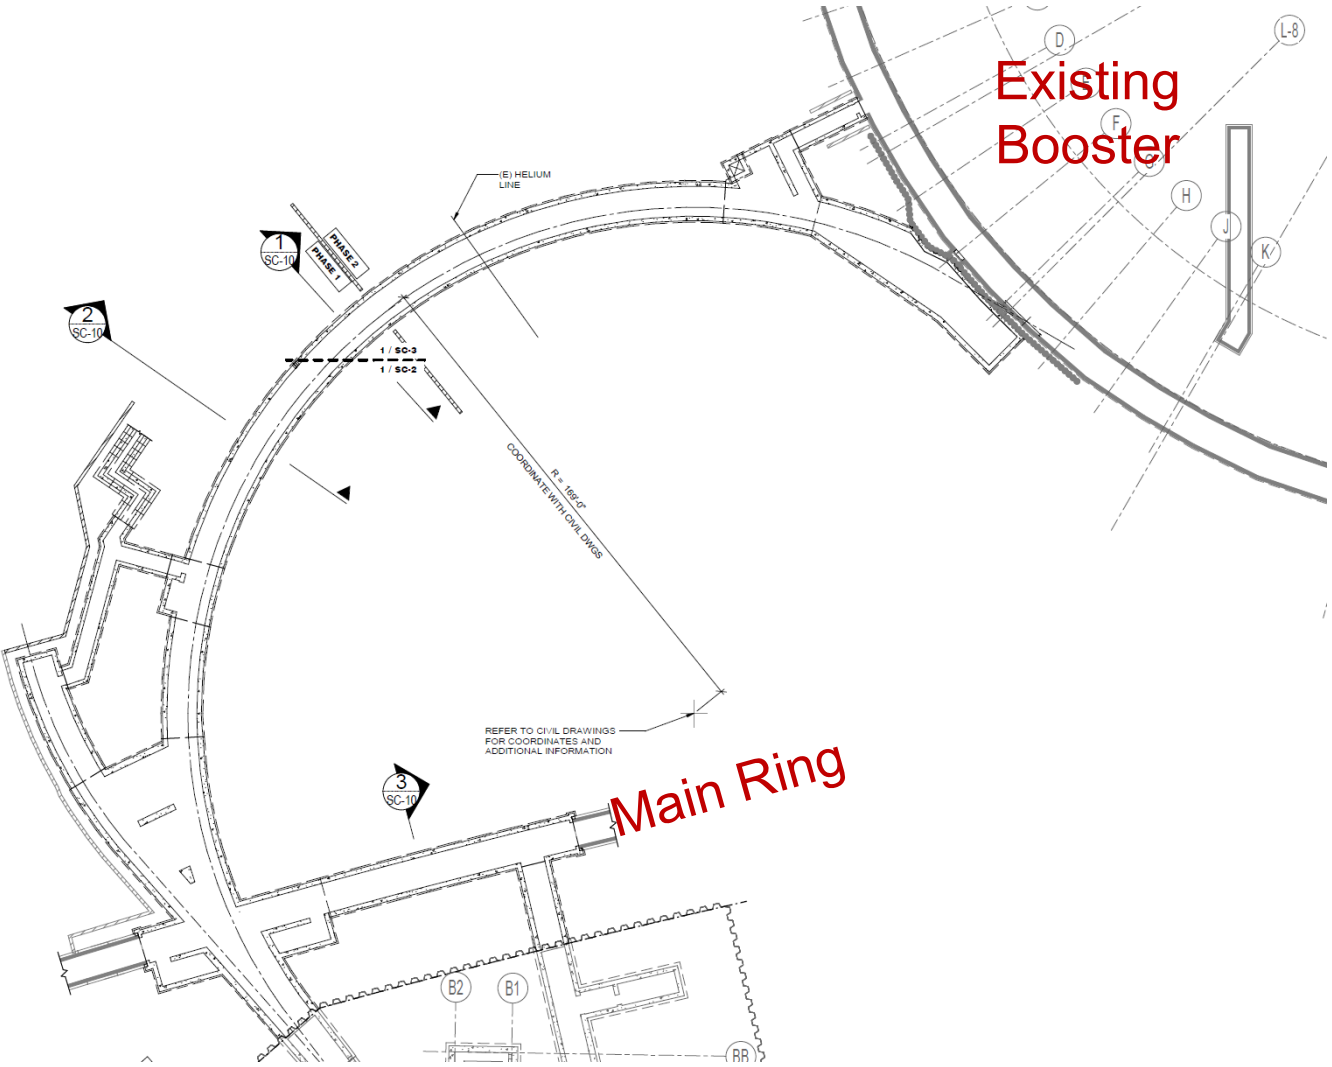 L-8
D
Existing
E
F
Booster
G
H
J
K
(E) HELIUM
LINE
1
SC-10
PHASE 2
PHASE 1
2
SC-10
1 / SC-3
1 / SC-2
R = 169'-0"
COORDINATE WITH CIVIL DWGS
REFER TO CIVIL DRAWINGS
FOR COORDINATES AND
ADDITIONAL INFORMATION
Main Ring
3
SC-10
B2
B1
BB